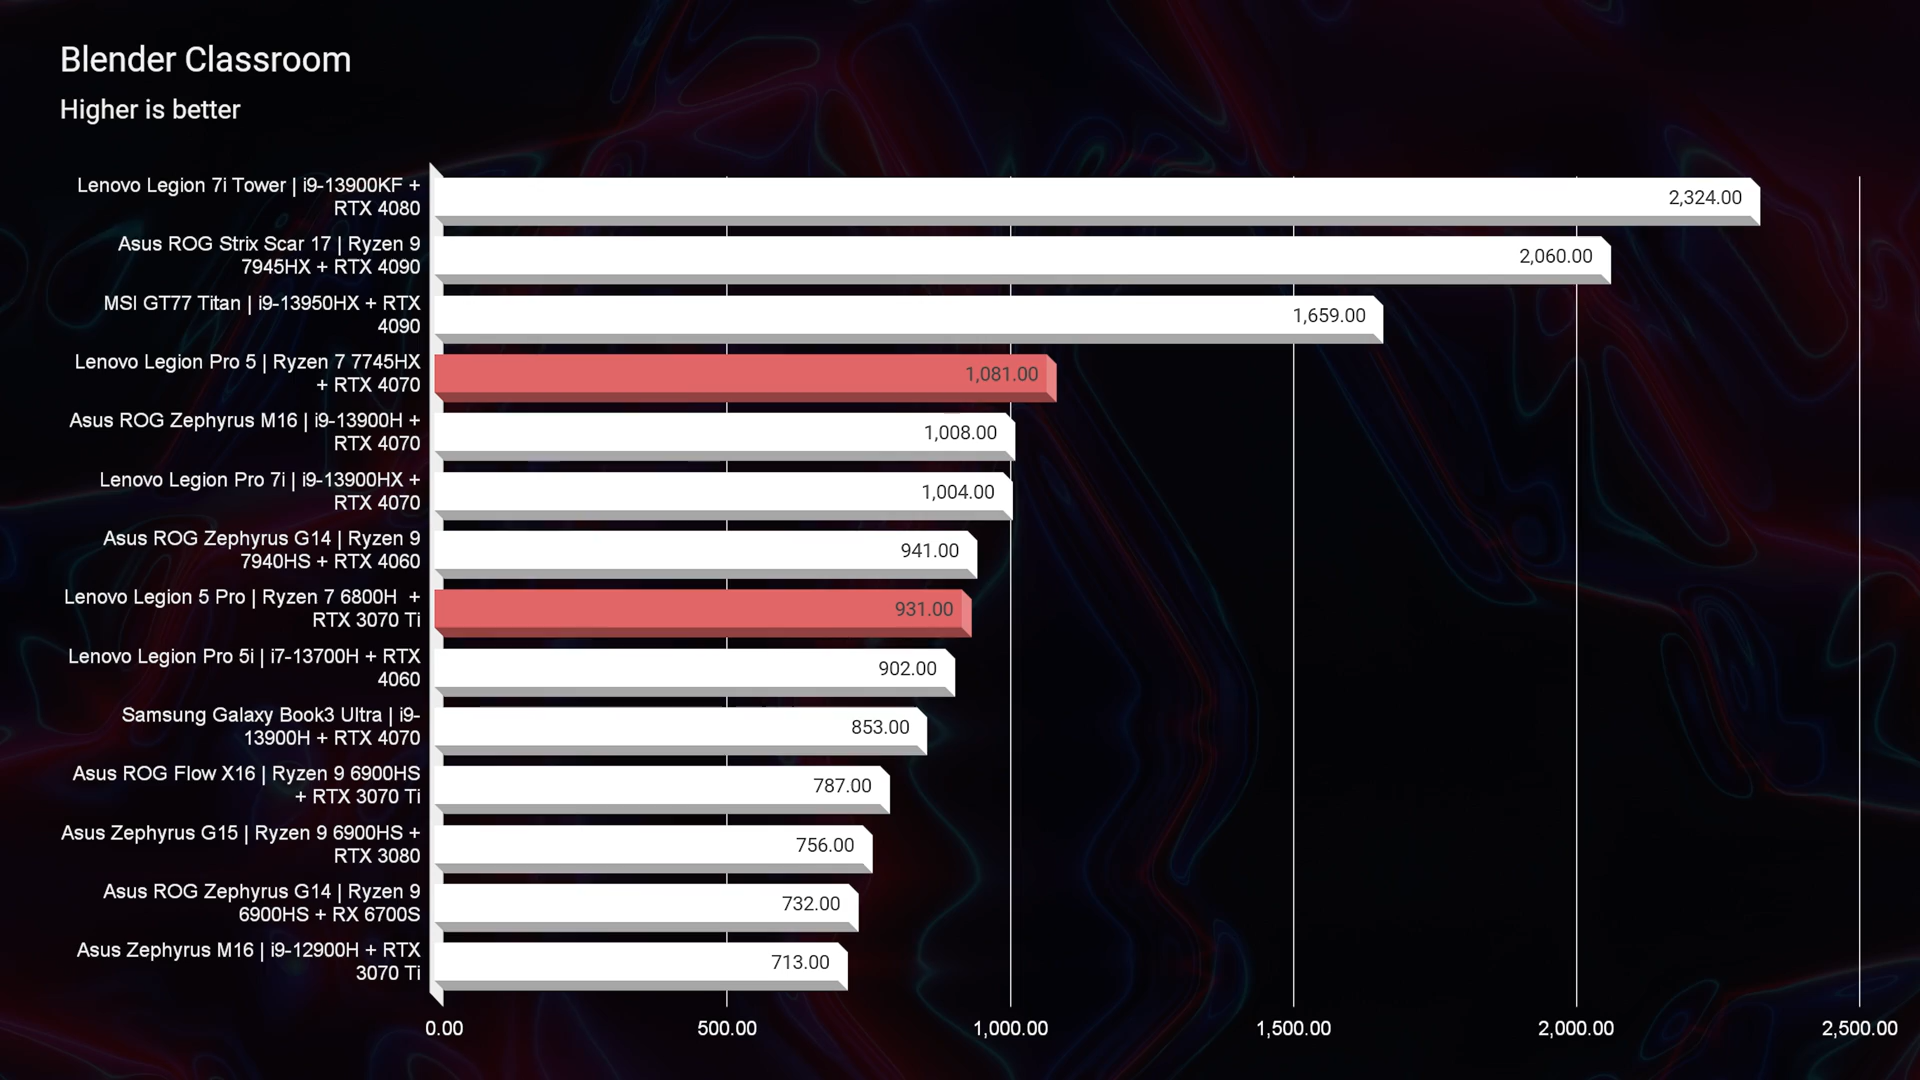 Blender Classroom
Higher is better
Lenovo Legion 7i Tower | i9-13900KF +
RTX 4080
2,324.00
Asus ROG Strix Scar 17 | Ryzen 9
7945HX + RTX 4090
2,060.00
MSI GT77 Titan | i9-13950HX + RTX
4090
1,659.00
Lenovo Legion Pro 5 | Ryzen 7 7745HX
+ RTX 4070
1,081.00
Asus ROG Zephyrus M16 | i9-13900H +
RTX 4070
1,008.00
Lenovo Legion Pro 7i | i9-13900HX +
RTX 4070
1,004.00
Asus ROG Zephyrus G14 | Ryzen 9
7940HS + RTX 4060
941.00
Lenovo Legion 5 Pro | Ryzen 7 6800H  +
RTX 3070 Ti
931.00
Lenovo Legion Pro 5i | i7-13700H + RTX
4060
902.00
Samsung Galaxy Book3 Ultra | i9-
13900H + RTX 4070
853.00
Asus ROG Flow X16 | Ryzen 9 6900HS
+ RTX 3070 Ti
787.00
Asus Zephyrus G15 | Ryzen 9 6900HS +
RTX 3080
756.00
Asus ROG Zephyrus G14 | Ryzen 9
6900HS + RX 6700S
732.00
Asus Zephyrus M16 | i9-12900H + RTX
3070 Ti
713.00
0.00 500.00 1,000.00 1,500.00 2,000.00 2,500.00